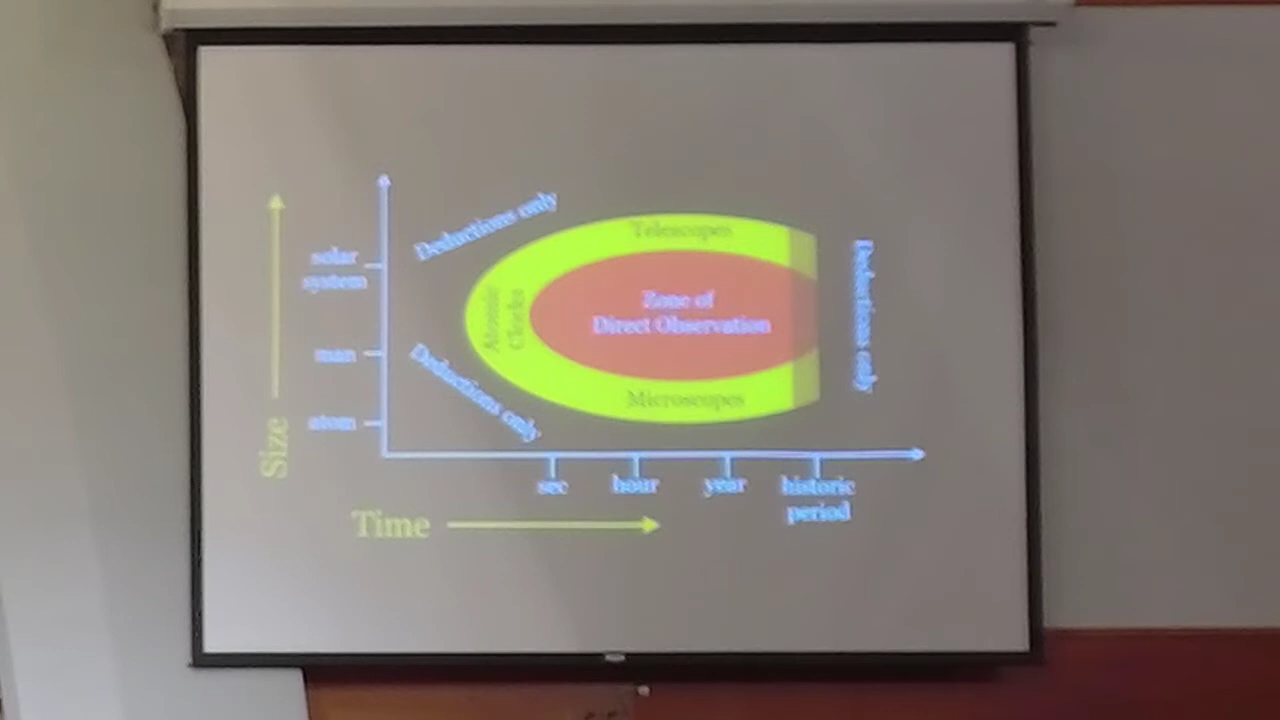 Deductions only
Telescopes
solar
system
Atomic
Clocks
Zone of
Direct Observation
Deductions only
man
Deductions only
Microscopes
atom
Size
sec
hour
year
historic
period
Time